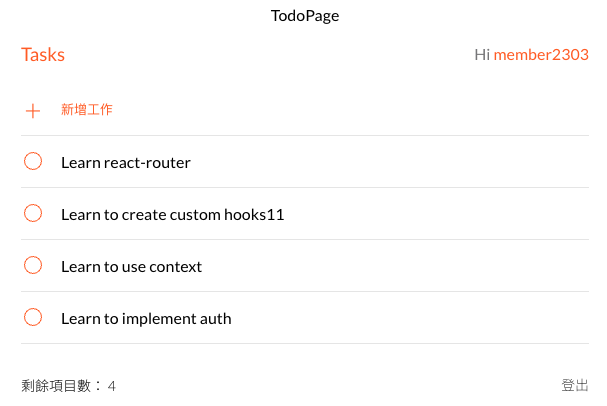 TodoPage
Tasks
Hi member2303
新增工作
Learn react-router
Learn to create custom hooks11
Learn to use context
Learn to implement auth
剩餘項目數： 4
登出